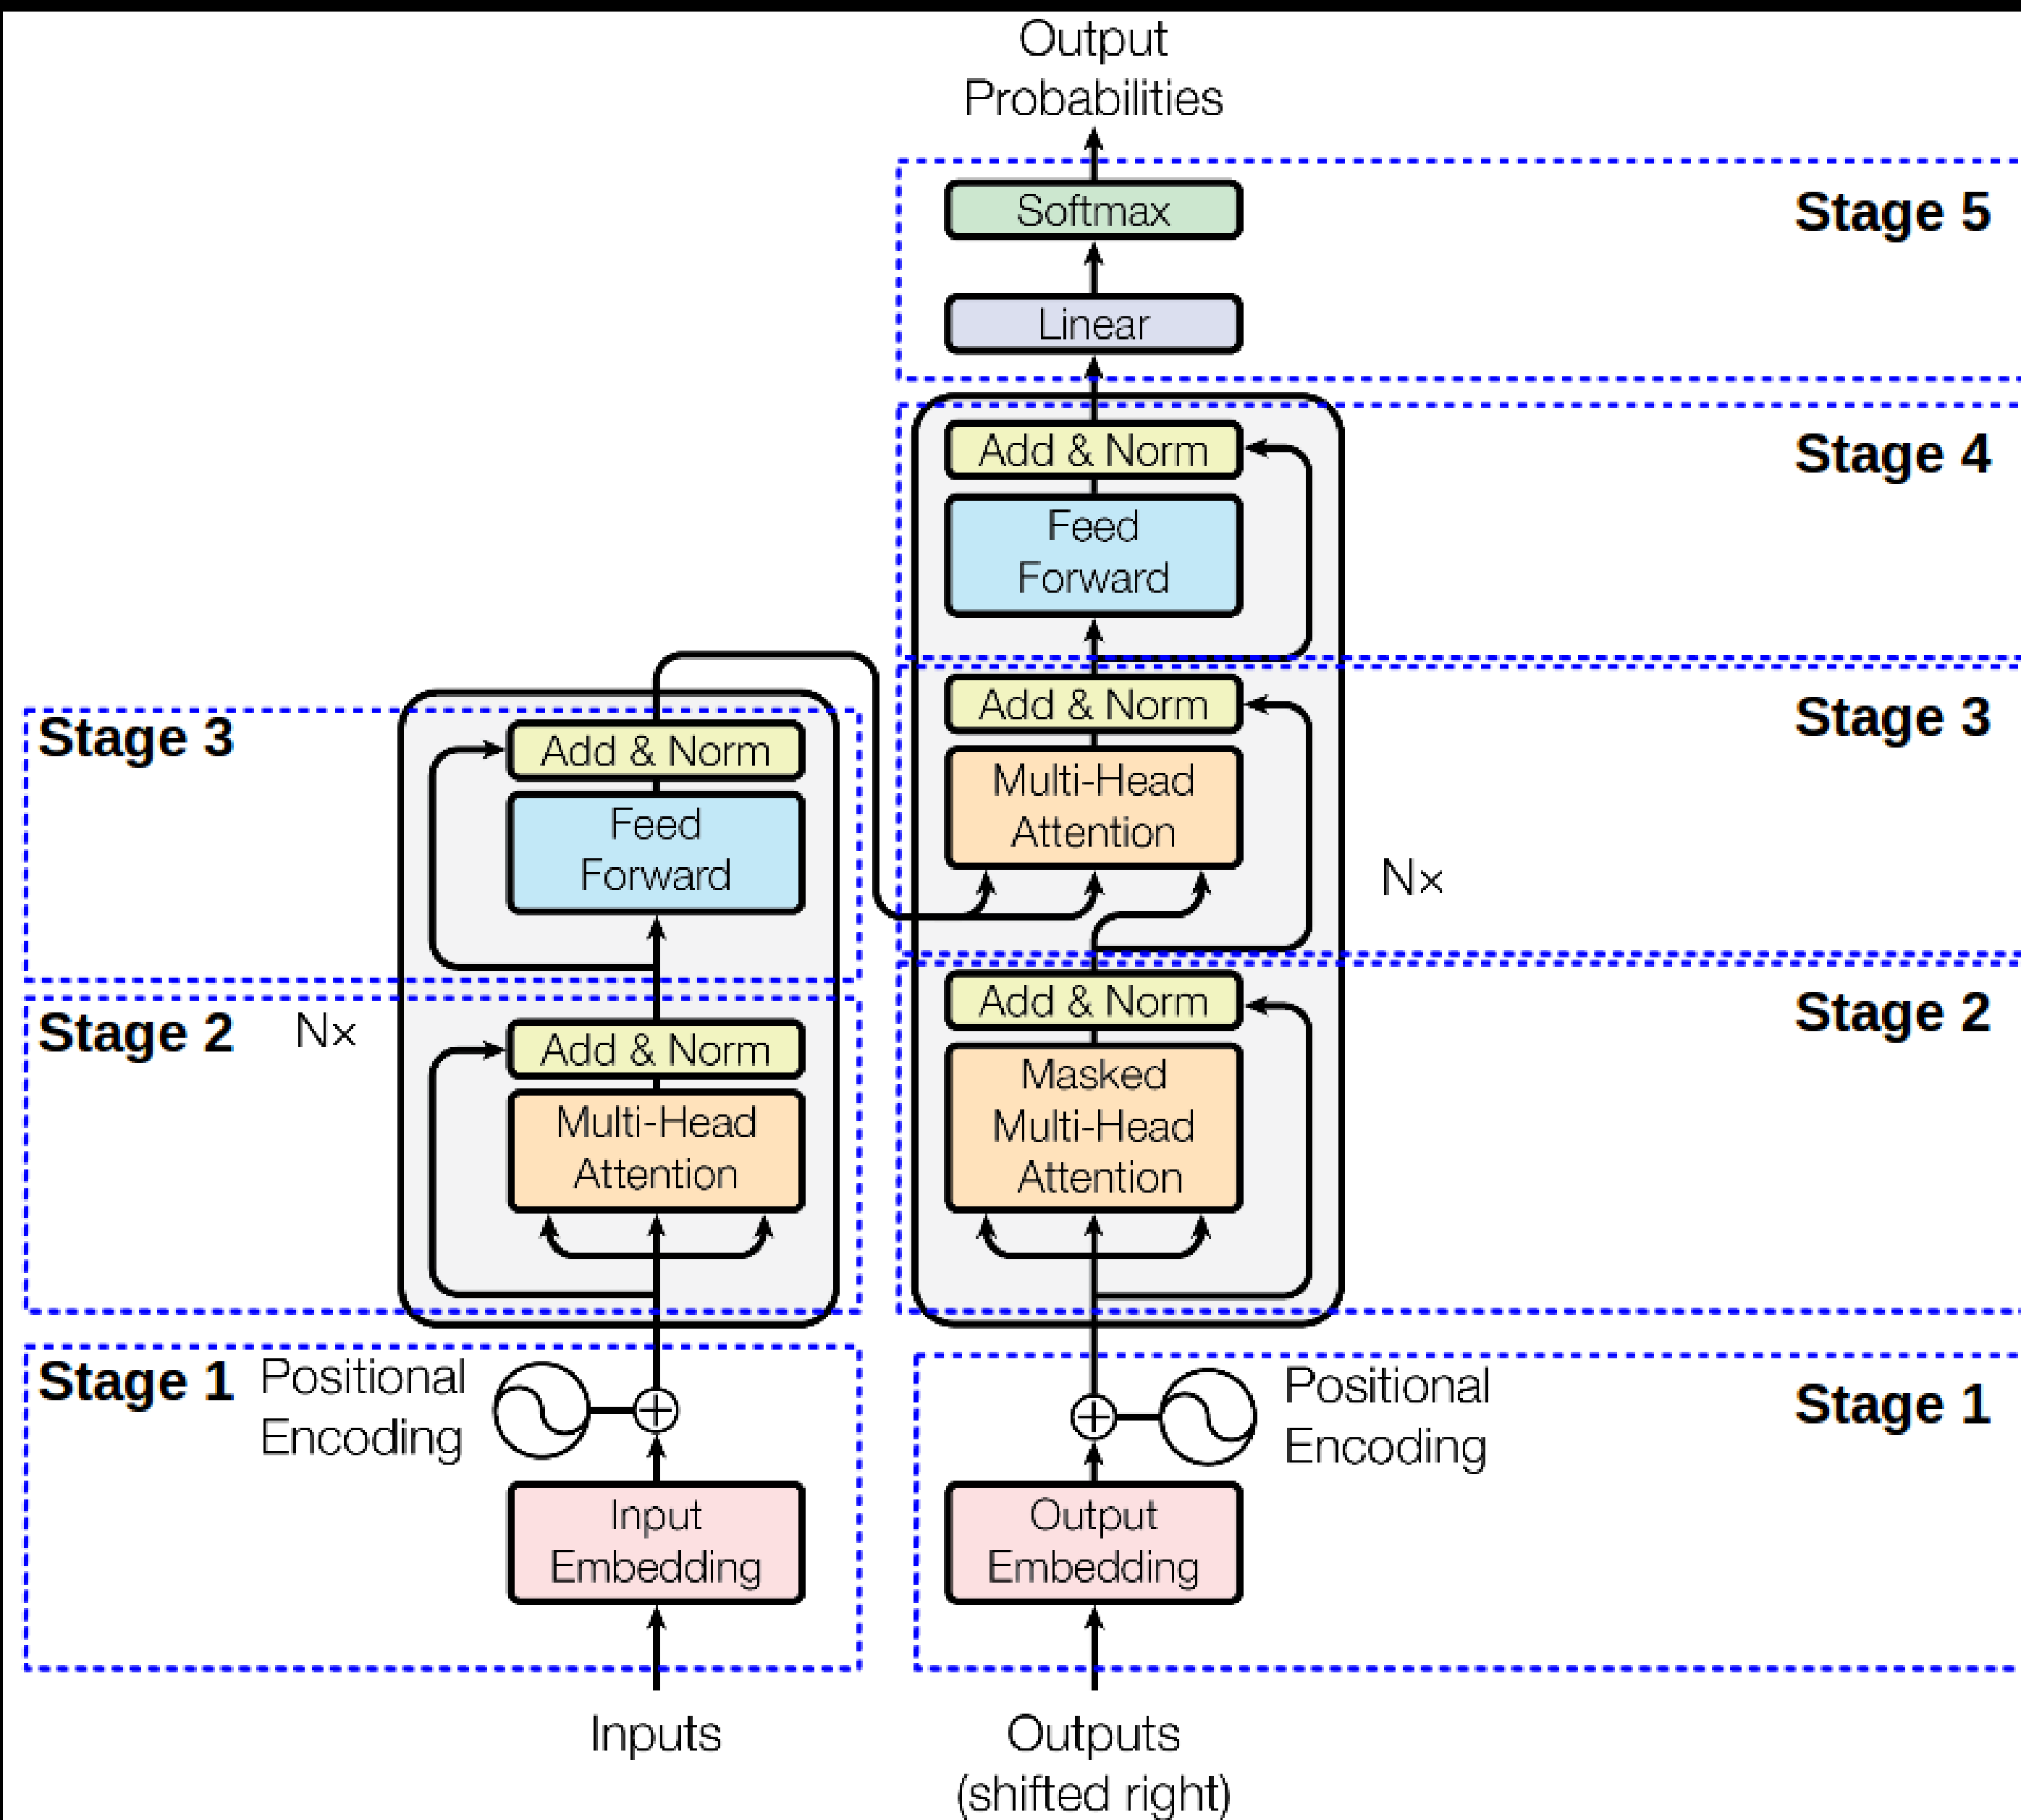 Output
Probabilities
Softmax
Stage 5
Linear
Add & Norm
Stage 4
Feed
Forward
Add & Norm
Stage 3
Multi-Head
Attention
Nx
Add & Norm
Stage 2
Masked
Multi-Head
Attention
Stage 3
Add & Norm
Feed
Forward
Stage 2
Nx
Add & Norm
Multi-Head
Attention
Stage 1
Positional
Encoding
Input
Embedding
Inputs
Positional
Encoding
Stage 1
Output
Embedding
Outputs
(shifted right)